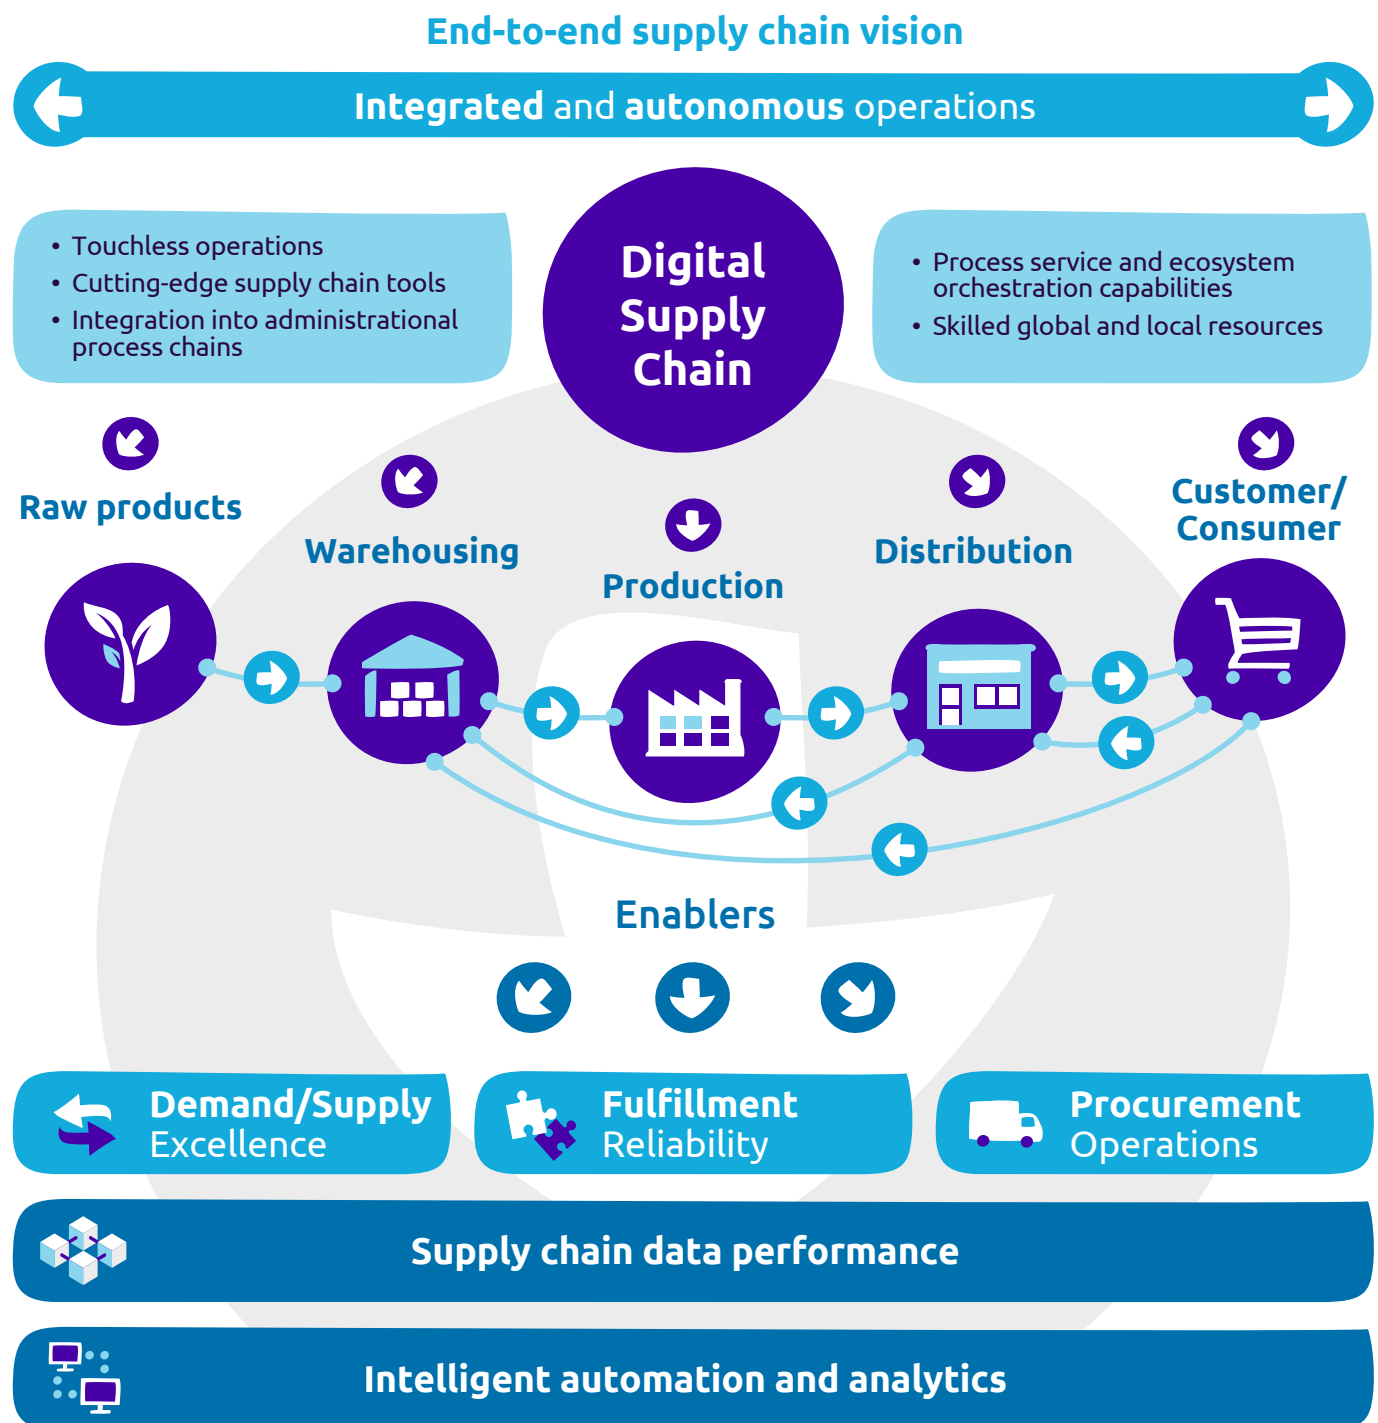 End-to-end supply chain vision
Integrated and autonomous operations
Digital
Supply
Chain
• Touchless operations
• Cutting-edge supply chain tools
• Integration into administrational
process chains
• Process service and ecosystem
orchestration capabilities
• Skilled global and local resources
Raw products
Warehousing
Production
Distribution
Customer/
Consumer
Enablers
Demand/Supply
Excellence
Fulfillment
Reliability
Procurement
Operations
Supply chain data performance
Intelligent automation and analytics